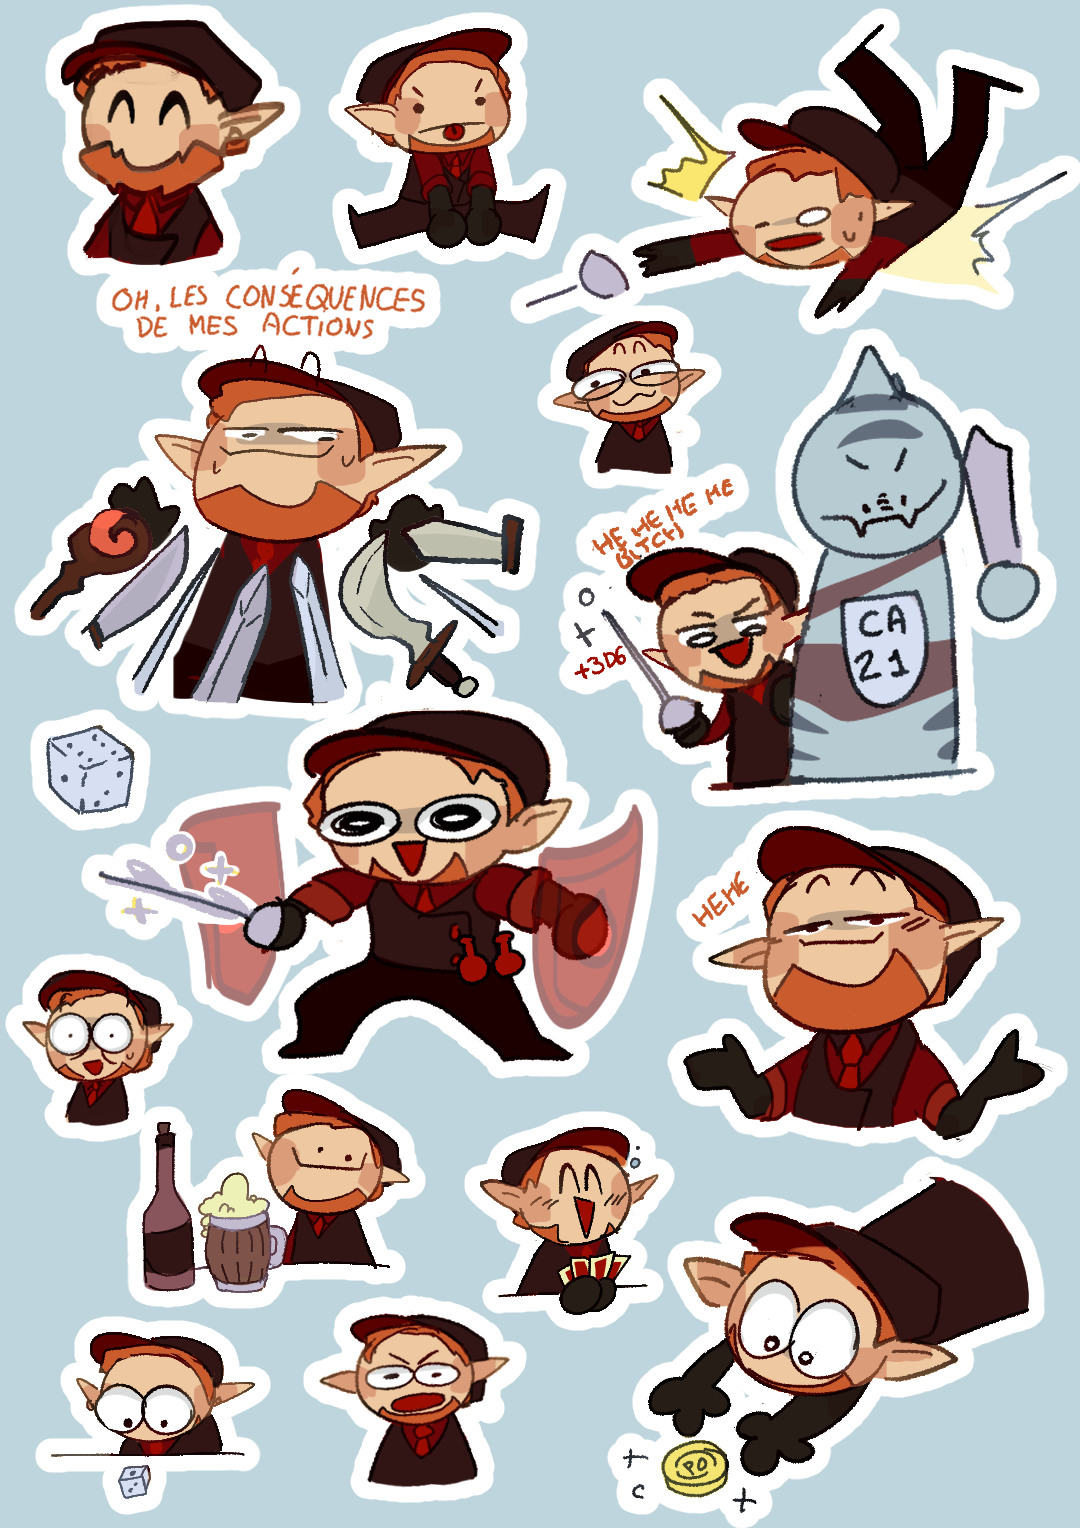 OH, LES CONSÉQUENCES
DE MES ACTIONS
HE HE HE HE
BITCH)
+3D6
CA
21
HEHE
PO